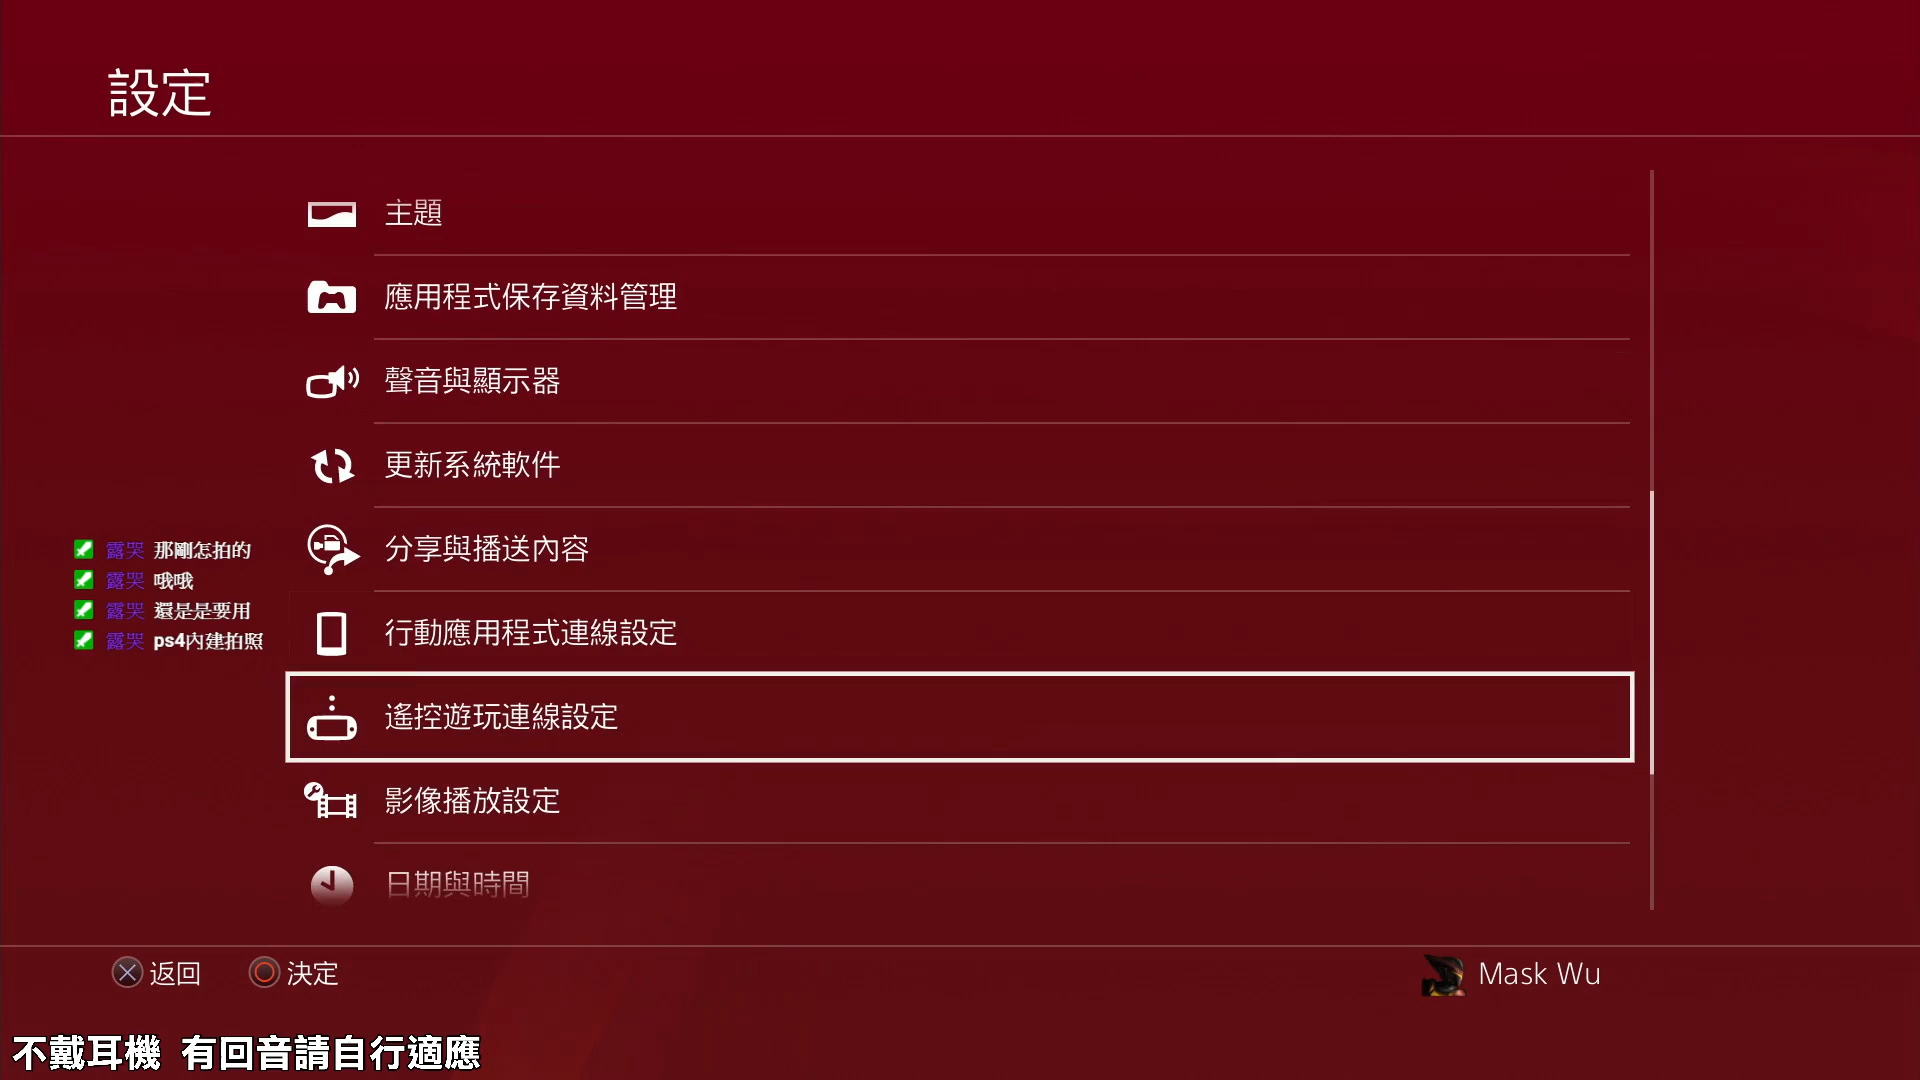 設定
主題
應用程式保存資料管理
聲音與顯示器
更新系統軟件
分享與播送內容
行動應用程式連線設定
遙控遊玩連線設定
影像播放設定
日期與時間
露哭 那剛怎拍的
露哭 哦哦
露哭 還是是要用
露哭 ps4內建拍照
返回 決定
Mask Wu
不戴耳機 有回音請自行適應